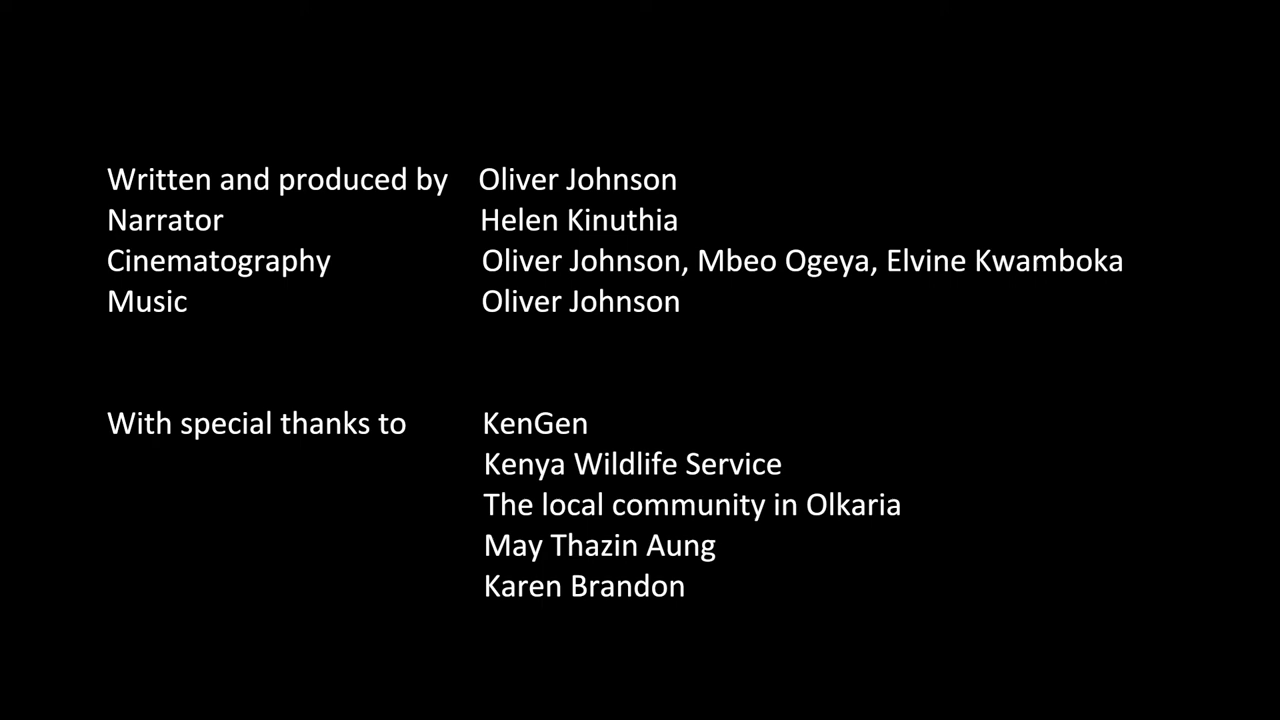 Written and produced by Oliver Johnson
Narrator Helen Kinuthia
Cinematography Oliver Johnson, Mbeo Ogeya, Elvine Kwamboka
Music Oliver Johnson
With special thanks to KenGen
Kenya Wildlife Service
The local community in Olkaria
May Thazin Aung
Karen Brandon